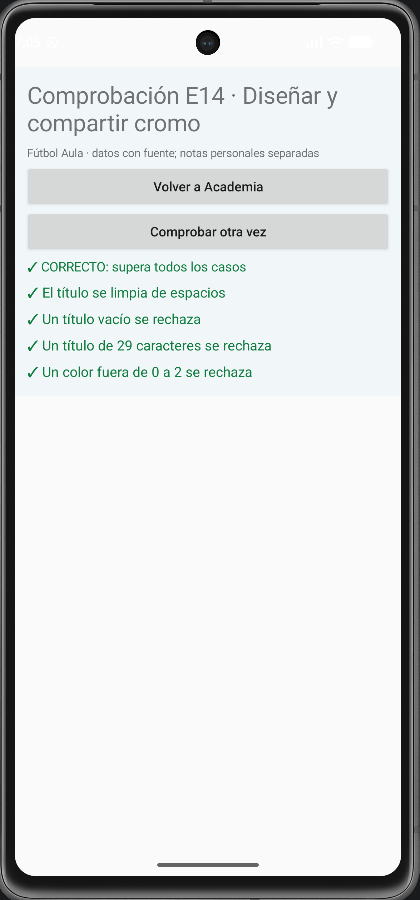 Comprobación E14 · Diseñar y
compartir cromo
Fútbol Aula · datos con fuente; notas personales separadas
Volver a Academia
Comprobar otra vez
✓ CORRECTO: supera todos los casos
✓ El título se limpia de espacios
✓ Un título vacío se rechaza
✓ Un título de 29 caracteres se rechaza
✓ Un color fuera de 0 a 2 se rechaza